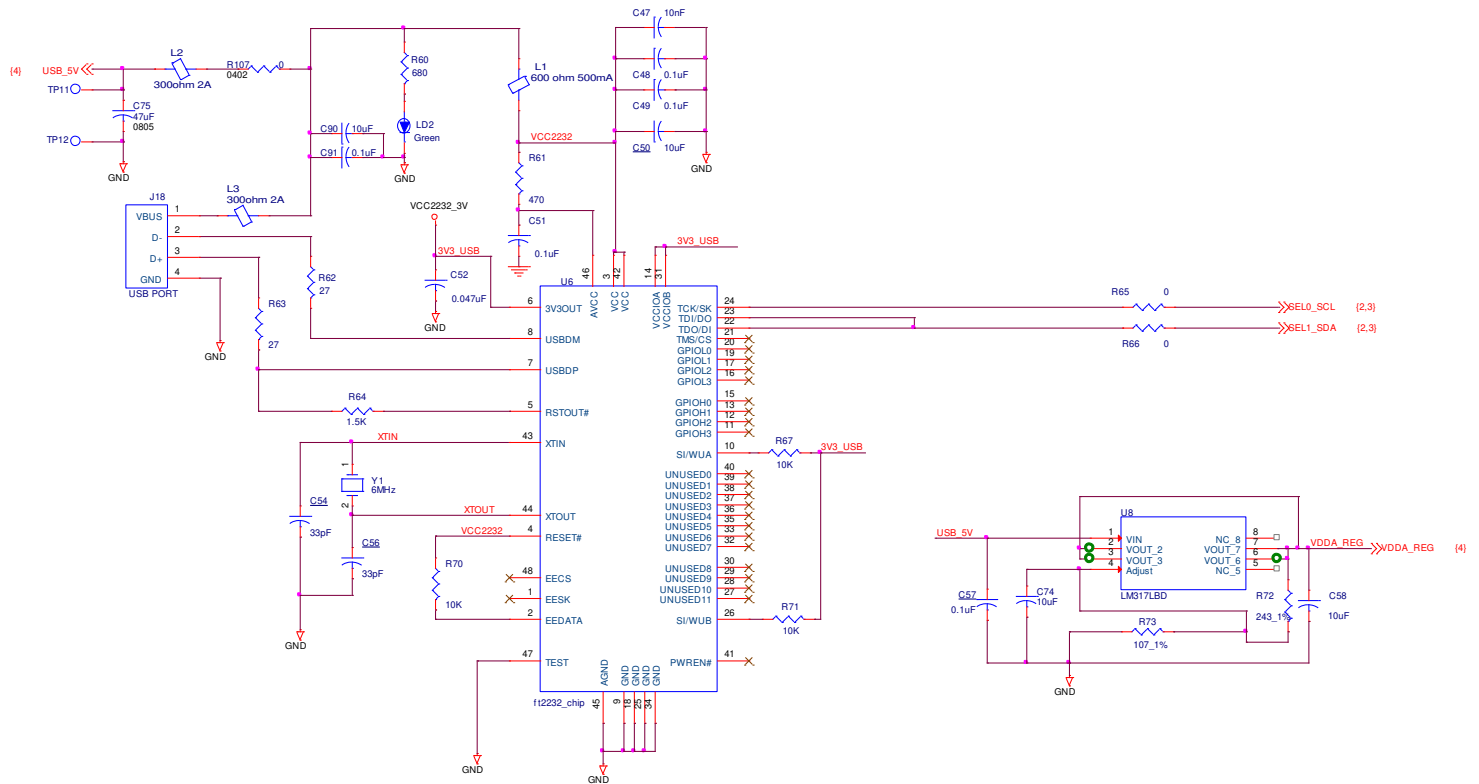 C47 10nF
C48 0.1uF
C49 0.1uF
C50 10uF
GND
{4} USB_5V
L2
300ohm 2A
R107 0
0402
R60
680
L1
600 ohm 500mA
TP11
C75
47uF
0805
TP12
GND
C90 10uF
C91 0.1uF
LD2
Green
GND
VCC2232
R61
470
C51
0.1uF
J18
VBUS 1
D- 2
D+ 3
GND 4
USB PORT
L3
300ohm 2A
GND
R62
27
R63
27
VCC2232_3V
3V3_USB
C52
0.047uF
GND
3V3_USB
U6
46 AVCC
3 VCC
42 VCC
14 VCCIOA
31 VCCIOB
6 3V3OUT
8 USBDM
7 USBDP
R64
1.5K
5 RSTOUT#
XTIN
43 XTIN
1
Y1
6MHz
2
C54
33pF
XTOUT
44 XTOUT
C56
33pF
GND
VCC2232
4 RESET#
R70
10K
48 EECS
1 EESK
2 EEDATA
47 TEST
GND
TCK/SK 24
TDI/DO 23
TDO/DI 22
TMS/CS 21
GPIOL0 20
GPIOL1 19
GPIOL2 17
GPIOL3 16
GPIOH0 15
GPIOH1 13
GPIOH2 12
GPIOH3 11
SI/WUA 10
R67
10K
3V3_USB
UNUSED0 40
UNUSED1 39
UNUSED2 38
UNUSED3 37
UNUSED4 36
UNUSED5 35
UNUSED6 33
UNUSED7 32
UNUSED8 30
UNUSED9 29
UNUSED10 28
UNUSED11 27
SI/WUB 26
R71
10K
PWREN# 41
AGND 45
GND 9
GND 18
GND 25
GND 34
ft2232_chip
GND
R65 0
SEL0_SCL {2,3}
R66 0
SEL1_SDA {2,3}
U8
USB_5V
1 VIN
2 VOUT_2
3 VOUT_3
4 Adjust
NC_8 8
VOUT_7 7
VOUT_6 6
NC_5 5
LM317LBD
VDDA_REG
VDDA_REG {4}
C57
0.1uF
C74
10uF
R72
243_1%
C58
10uF
R73
107_1%
GND